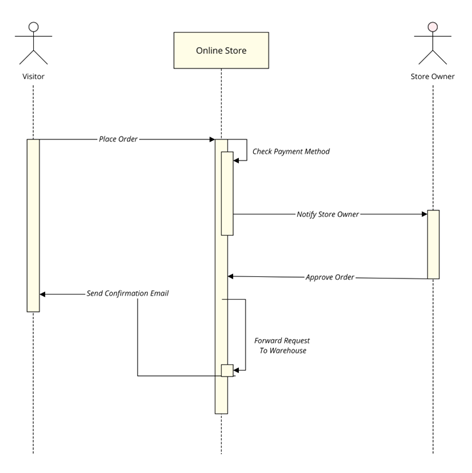 Visitor
Online Store
Store Owner
Place Order
Check Payment Method
Notify Store Owner
Approve Order
Send Confirmation Email
Forward Request
To Warehouse